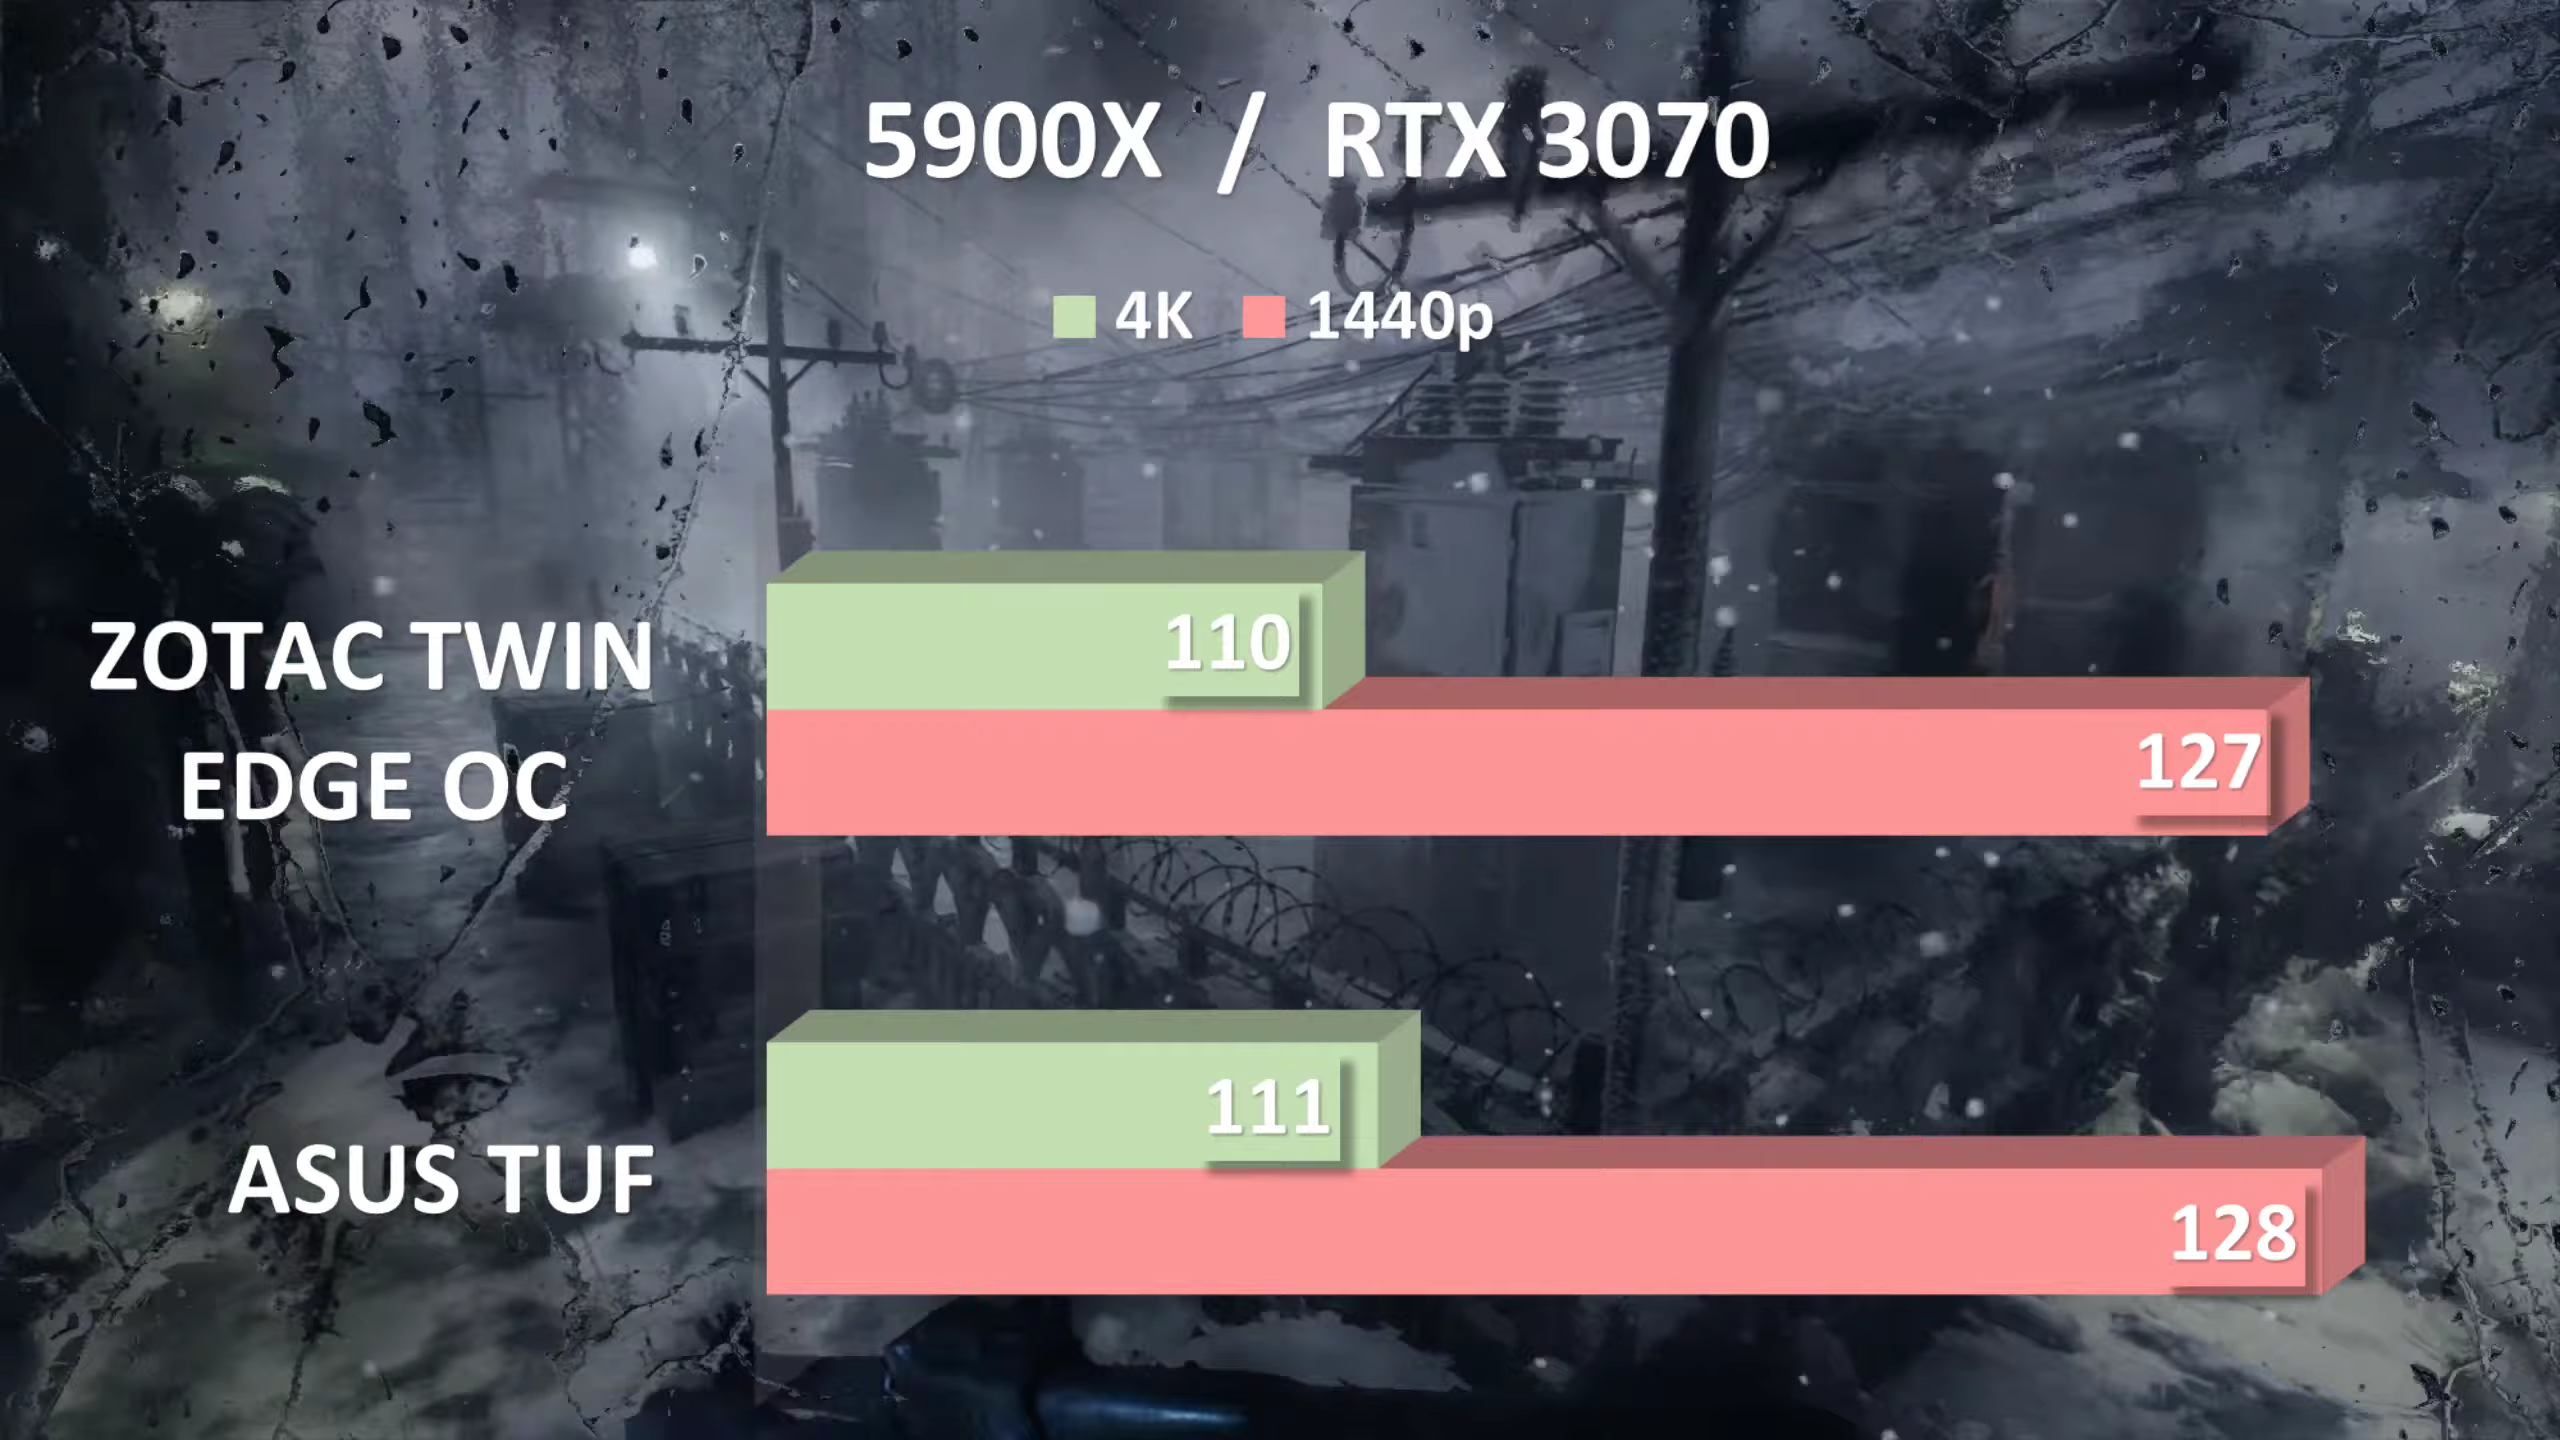 5900X / RTX 3070
4K 1440p
ZOTAC TWIN
EDGE OC
110
127
ASUS TUF
111
128